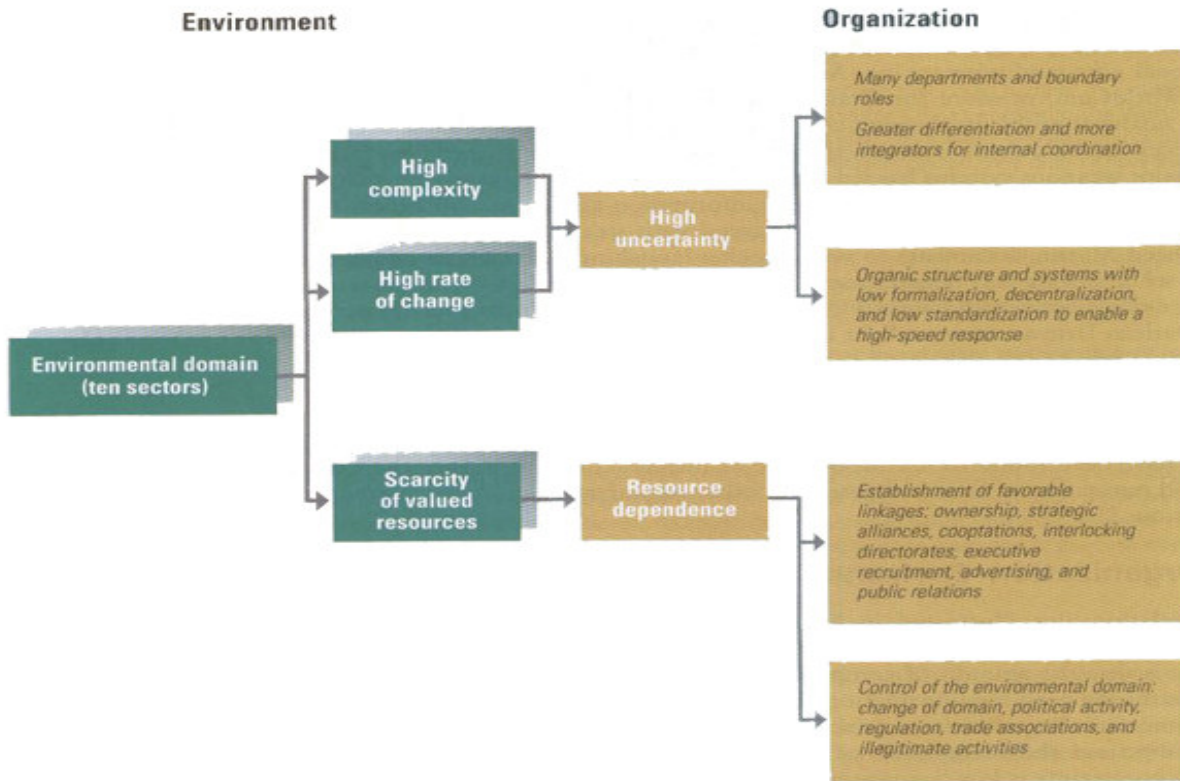 Environment
Organization
Many departments and boundary
roles
Greater differentiation and more
integrators for internal coordination
High
complexity
High
uncertainty
High rate
of change
Organic structure and systems with
low formalization, decentralization,
and low standardization to enable a
high-speed response
Environmental domain
(ten sectors)
Scarcity
of valued
resources
Resource
dependence
Establishment of favorable
linkages: ownership, strategic
alliances, cooptations, interlocking
directorates, executive
recruitment, advertising, and
public relations
Control of the environmental domain:
change of domain, political activity,
regulation, trade associations, and
illegitimate activities